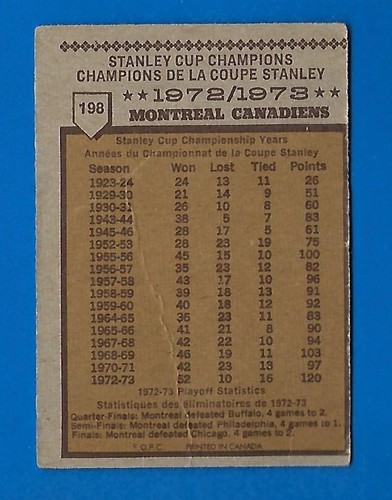 STANLEY CUP CHAMPIONS
CHAMPIONS DE LA COUPE STANLEY
198
★★1972/1973★★
MONTREAL CANADIENS
Stanley Cup Championship Years
Années du Championnat de la Coupe Stanley
Season Won Lost Tied Points
1923-24 24 13 11 26
1929-30 21 14 9 51
1930-31 26 10 8 60
1943-44 38 5 7 83
1945-46 28 17 5 61
1952-53 28 23 19 75
1955-56 45 15 10 100
1956-57 35 23 12 82
1957-58 43 17 10 96
1958-59 39 18 13 91
1959-60 40 18 12 92
1964-65 36 23 11 83
1965-66 41 21 8 90
1967-68 42 22 10 94
1968-69 46 19 11 103
1970-71 42 23 13 97
1972-73 52 10 16 120
1972-73 Playoff Statistics
Statistiques des éliminatoires de 1972-73
Quarter-Finals: Montreal defeated Buffalo, 4 games to 2.
Semi-Finals: Montreal defeated Philadelphia, 4 games to 1.
Finals: Montreal defeated Chicago, 4 games to 2.
O.P.C. PRINTED IN CANADA